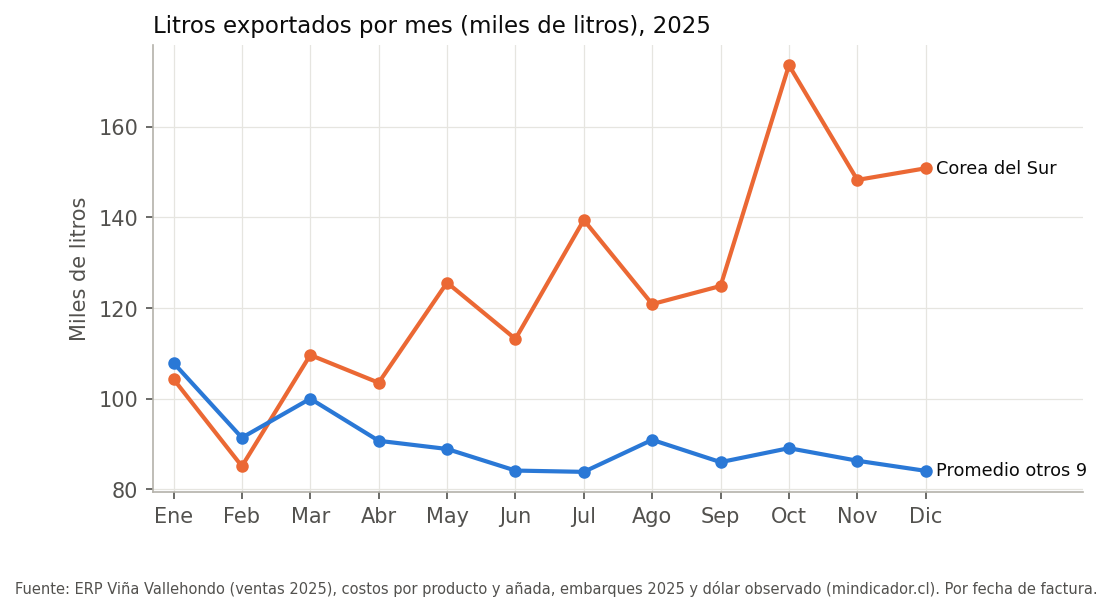 Litros exportados por mes (miles de litros), 2025
Miles de litros
160
140
120
100
80
Corea del Sur
Promedio otros 9
Ene Feb Mar Abr May Jun Jul Ago Sep Oct Nov Dic
Fuente: ERP Viña Vallehondo (ventas 2025), costos por producto y añada, embarques 2025 y dólar observado (mindicador.cl). Por fecha de factura.